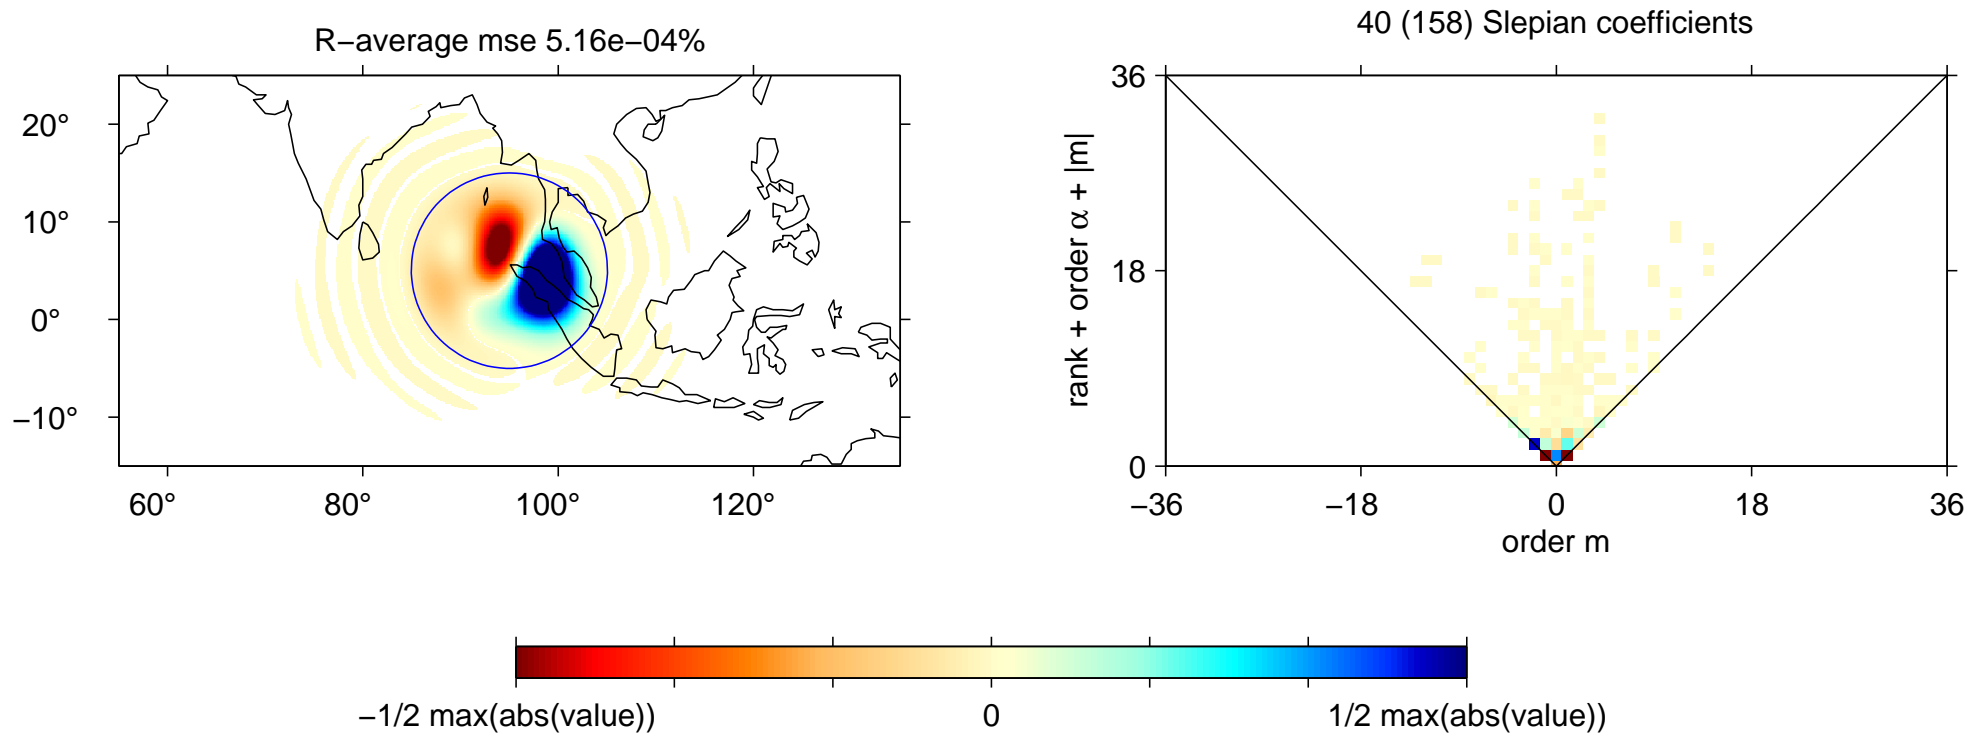 R−average mse 5.16e−04%
20°
10°
0°
−10°
60°
80°
100°
120°
40 (158) Slepian coefficients
rank + order α + |m|
36
18
0
−36
−18
0
18
36
order m
−1/2 max(abs(value))
0
1/2 max(abs(value))